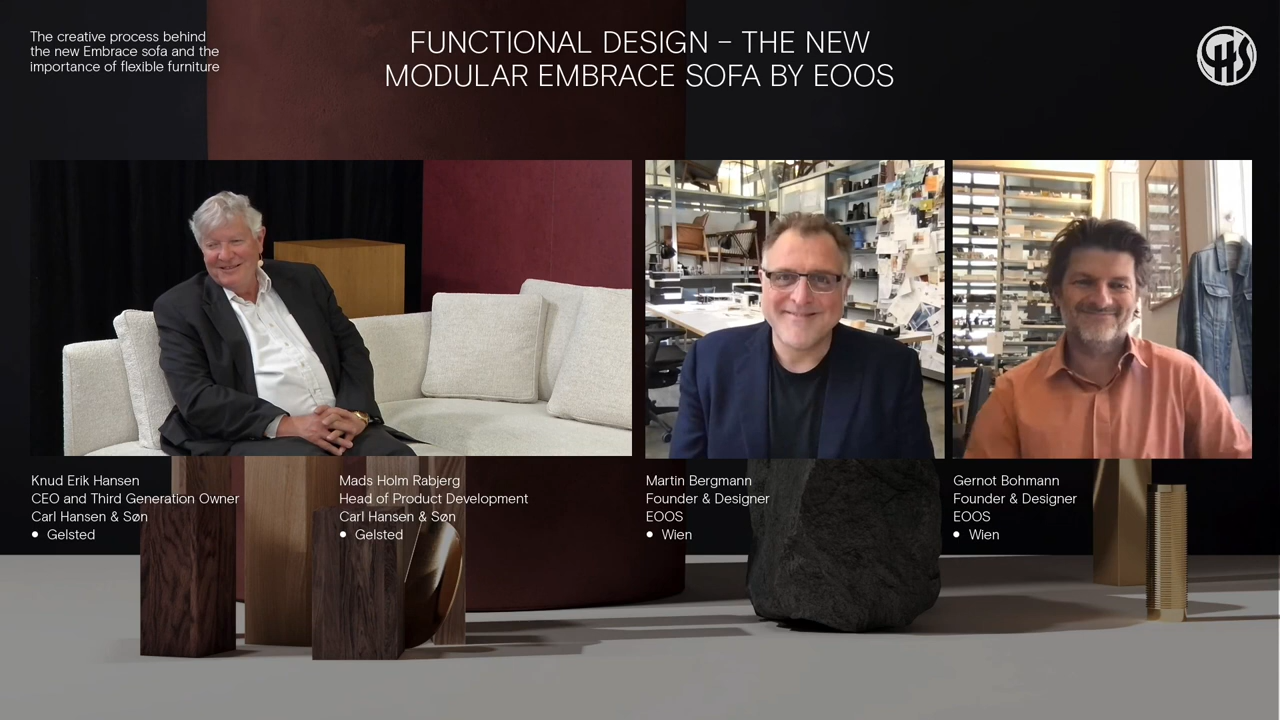 The creative process behind
the new Embrace sofa and the
importance of flexible furniture
FUNCTIONAL DESIGN – THE NEW
MODULAR EMBRACE SOFA BY EOOS
CHS
Knud Erik Hansen
CEO and Third Generation Owner
Carl Hansen & Søn
Gelsted
Mads Holm Rabjerg
Head of Product Development
Carl Hansen & Søn
Gelsted
Martin Bergmann
Founder & Designer
EOOS
Wien
Gernot Bohmann
Founder & Designer
EOOS
Wien